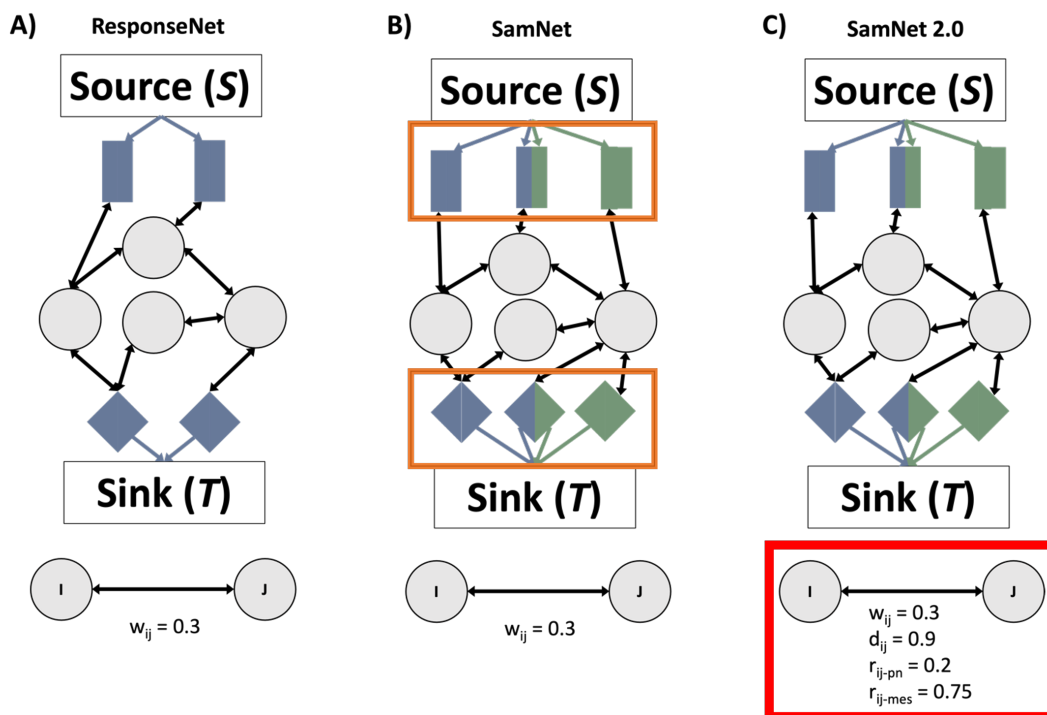 A)
ResponseNet
Source (S)
Sink (T)
I
J
wij = 0.3
B)
SamNet
Source (S)
Sink (T)
I
J
wij = 0.3
C)
SamNet 2.0
Source (S)
Sink (T)
I
J
wij = 0.3
dij = 0.9
rij-pn = 0.2
rij-mes = 0.75